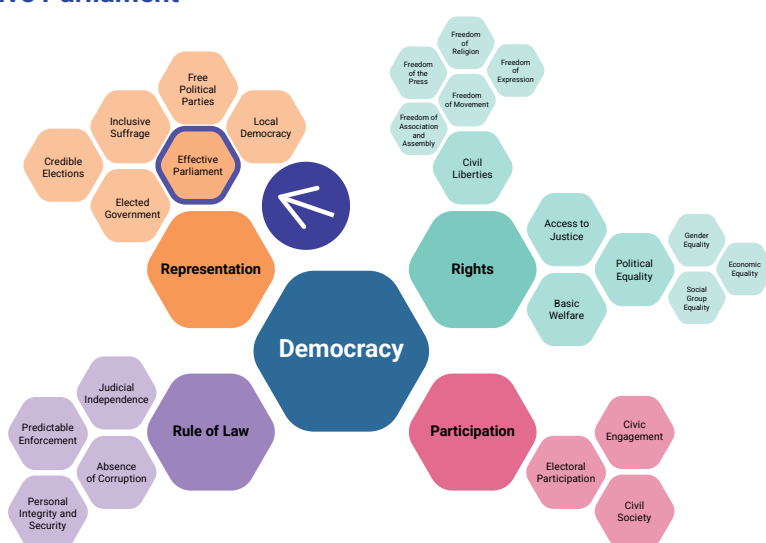 Parliament
Free
Political
Parties
Inclusive
Suffrage
Local
Democracy
Credible
Elections
Effective
Parliament
Elected
Government
Representation
Freedom
of
Religion
Freedom
of the
Press
Freedom
of
Expression
Freedom
of Movement
Freedom of
Association
and
Assembly
Civil
Liberties
Rights
Access to
Justice
Basic
Welfare
Political
Equality
Gender
Equality
Economic
Equality
Social
Group
Equality
Democracy
Judicial
Independence
Predictable
Enforcement
Absence
of Corruption
Personal
Integrity and
Security
Rule of Law
Participation
Electoral
Participation
Civic
Engagement
Civil
Society